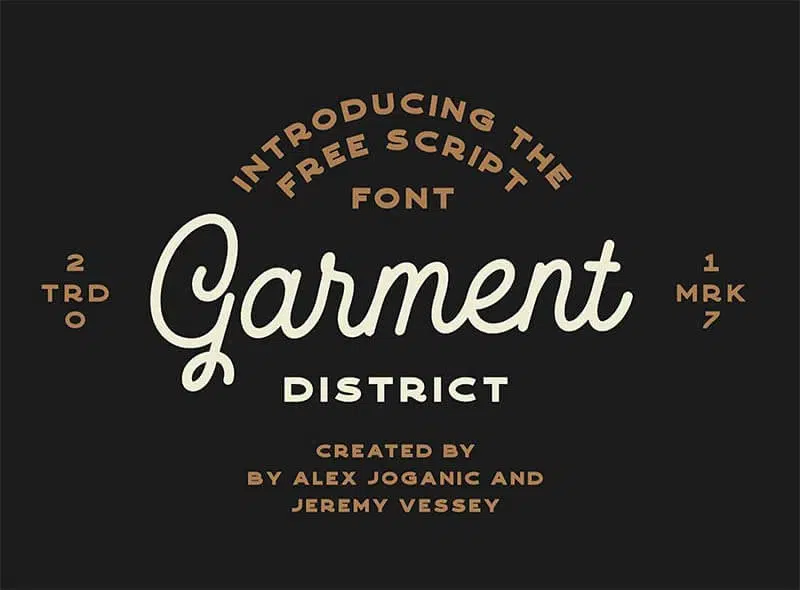 INTRODUCING THE
FREE SCRIPT
FONT
Garment
2
TRD
0
1
MRK
7
DISTRICT
CREATED BY
BY ALEX JOGANIC AND
JEREMY VESSEY